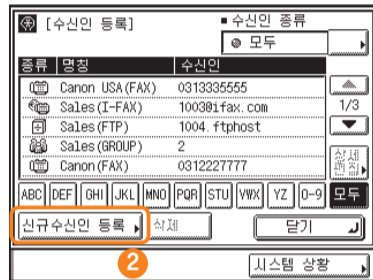 [수신인 등록]
■ 수신인 종류
모두
종류 명칭 수신인
Canon USA(FAX) 0313335555
Sales(I-FAX) 1003@ifax.com
Sales(FTP) 1004.ftphost
Sales(GROUP) 2
Canon(FAX) 0312227777
1/3
상세
편집
ABC DEF GHI JKL MNO PQR STU VWX YZ 0-9 모두
신규수신인 등록 삭제 닫기
2
시스템 상황